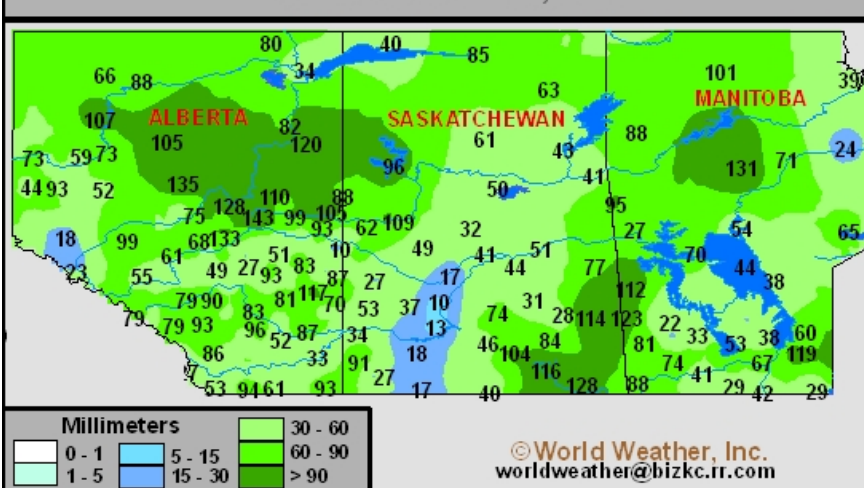 80 40 85
66 88 34 63 101 39
107 ALBERTA SASKATCHEWAN MANITOBA
105 82 120 61 43 88
73 59 73 96 131 71 24
44 93 52 135 50 41
75 128 110 88 95
143 99 105 93 62 109 32 27 54 65
18 99 68 133 10 49 41 51 70
61 51 44 77 44
23 55 49 27 93 83 87 27 17 38
79 90 81 117 70 53 37 10 31 112
79 79 93 83 13 74 28 114 123 22
96 52 87 34 46 84 81 33 53 38 60
86 33 18 104 74 67 119
7 91 27 116 41
53 94 61 93 17 40 128 88 29 42 29
Millimeters
0 - 1 5 - 15 30 - 60
1 - 5 15 - 30 60 - 90
> 90
©World Weather, Inc.
worldweather@bizkc.rr.com